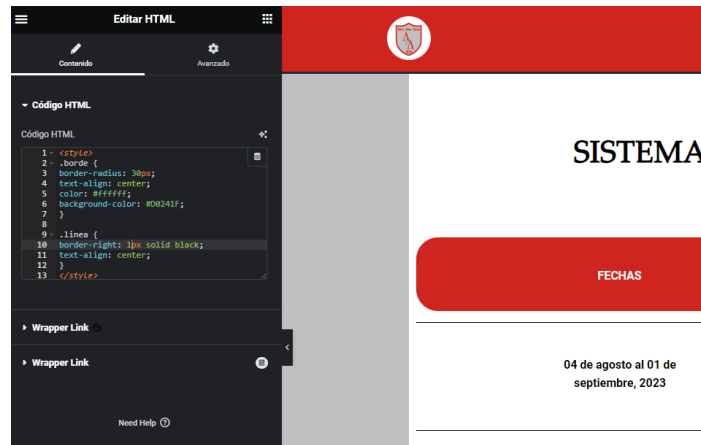 Editar HTML
Contenido
Avanzado
Código HTML
Código HTML
1 <style>
2 .borde {
3 border-radius: 30px;
4 text-align: center;
5 color: #ffffff;
6 background-color: #D0241F;
7 }
8
9 .linea {
10 border-right: 1px solid black;
11 text-align: center;
12 }
13 </style>
Wrapper Link
Wrapper Link
Need Help
SISTEMA
FECHAS
04 de agosto al 01 de
septiembre, 2023